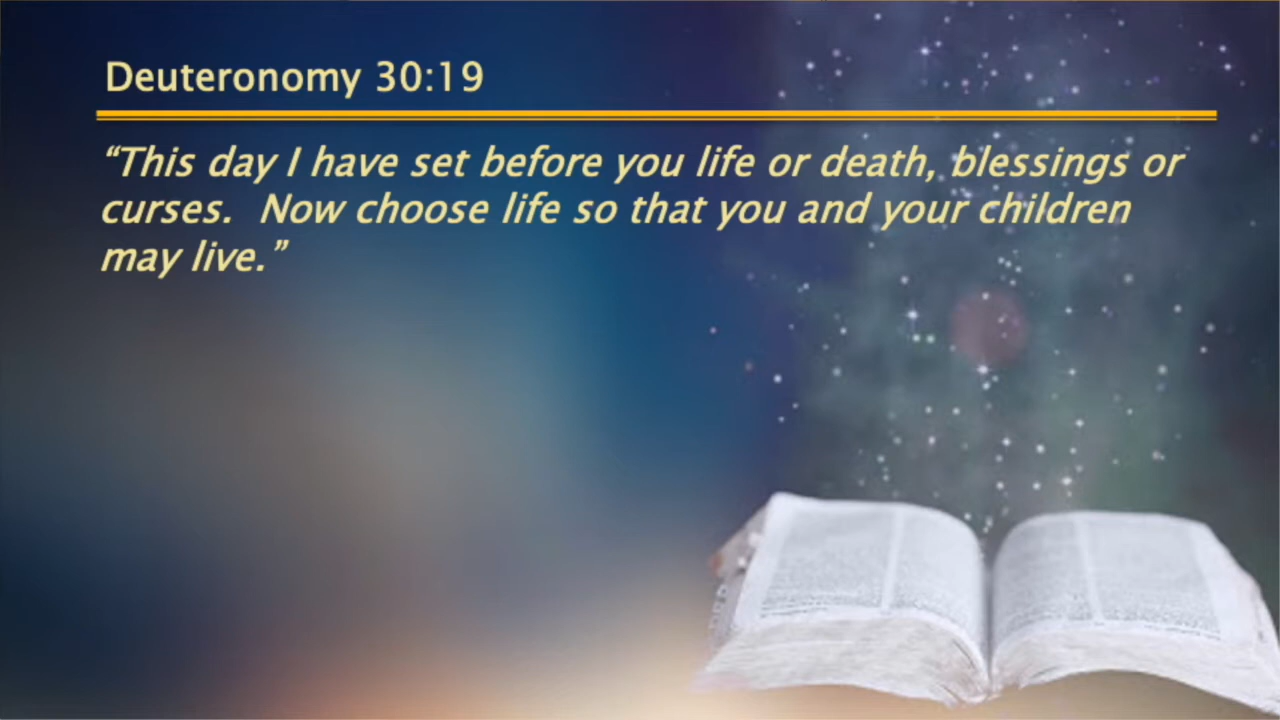 Deuteronomy 30:19
“This day I have set before you life or death, blessings or
curses.  Now choose life so that you and your children
may live.”